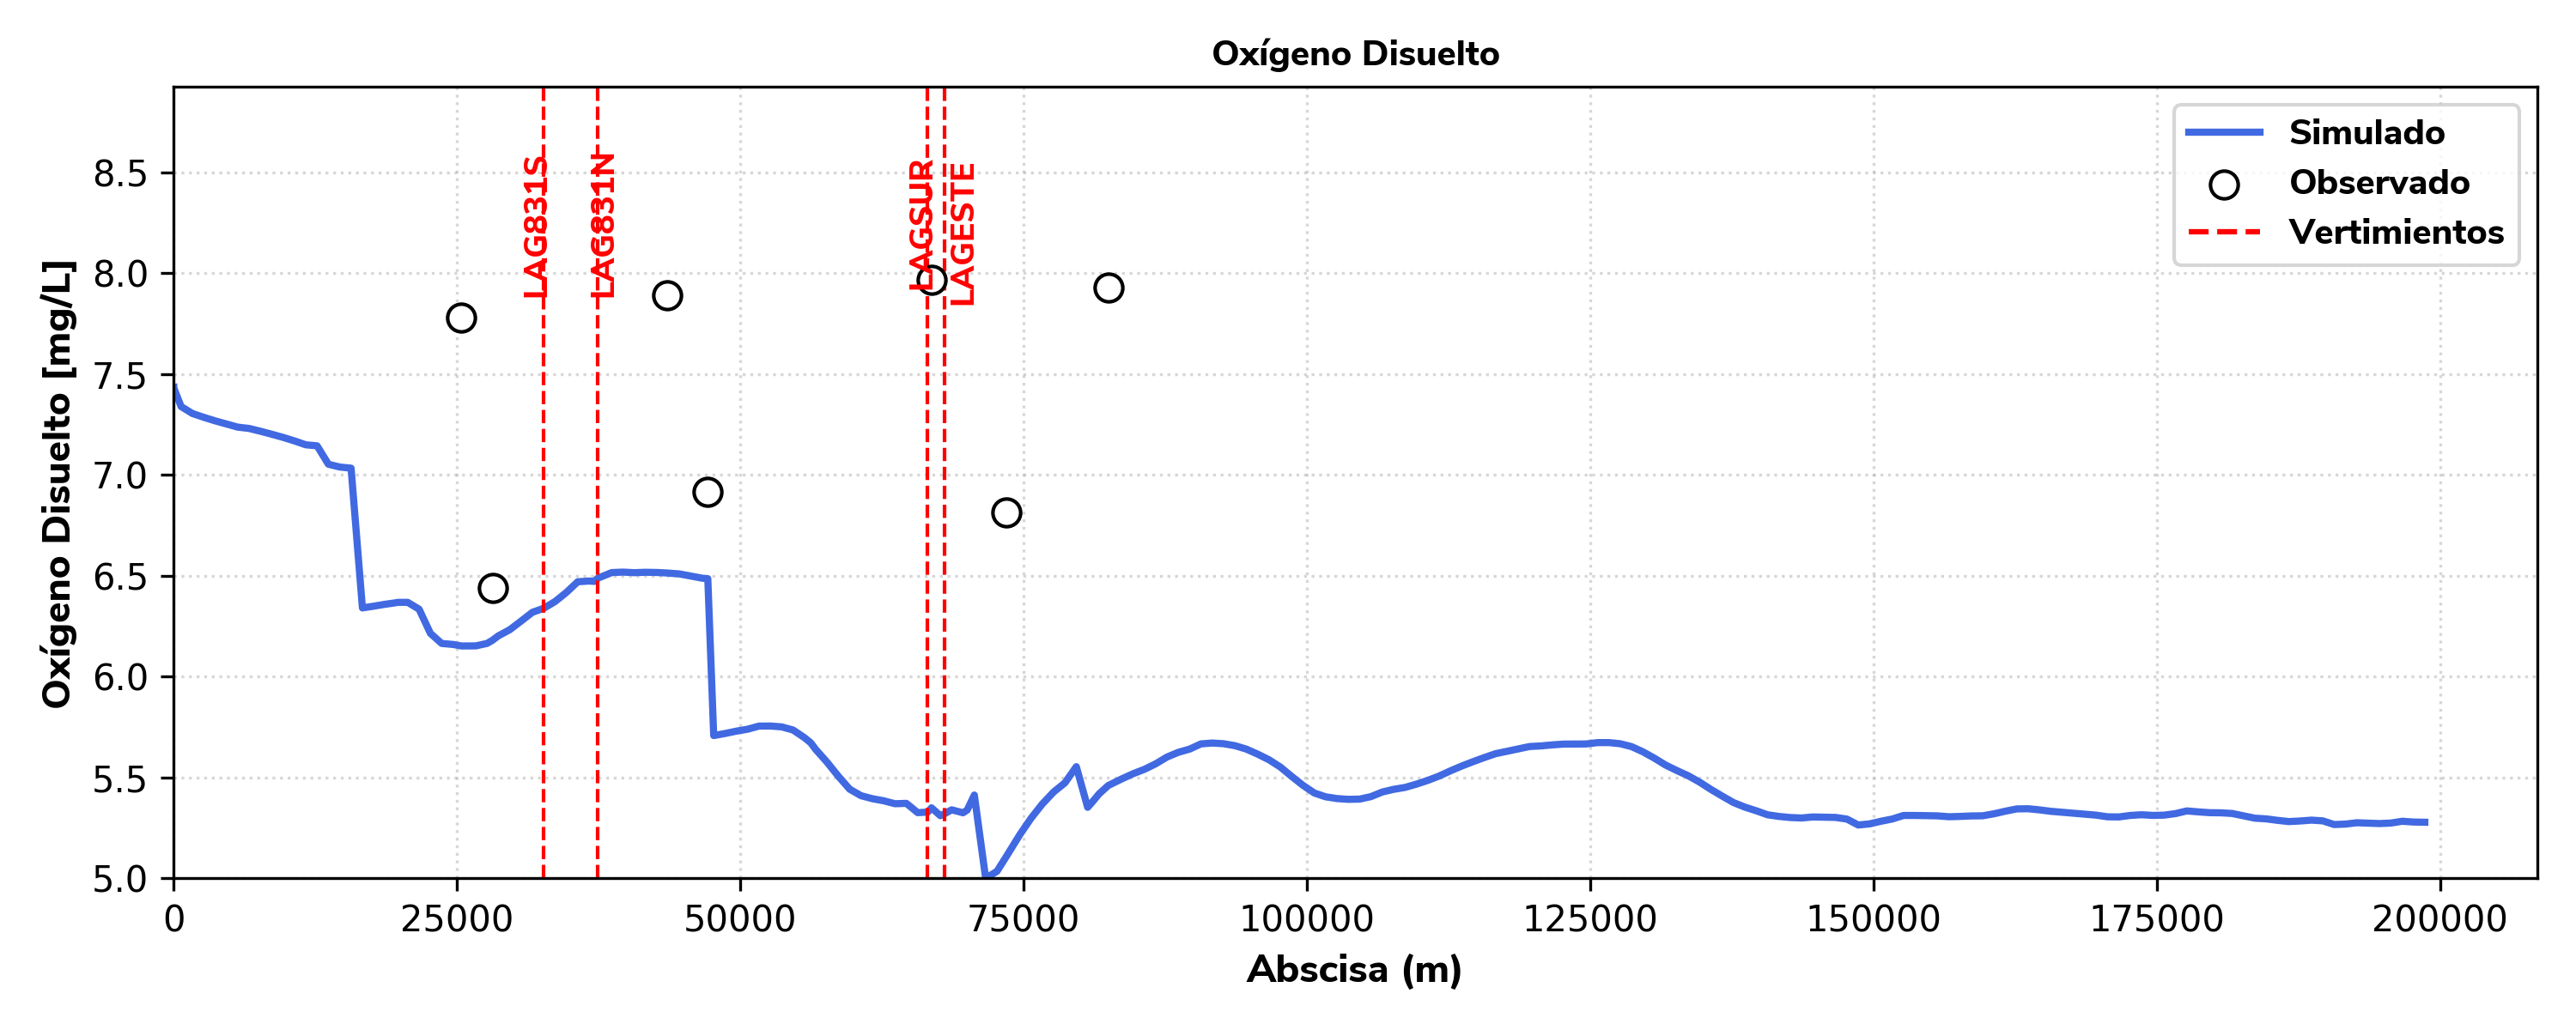 Oxígeno Disuelto
Simulado
Observado
Vertimientos
LAG831S
LAG831N
LAGSUR
LAGESTE
Oxígeno Disuelto [mg/L]
8.5
8.0
7.5
7.0
6.5
6.0
5.5
5.0
0 25000 50000 75000 100000 125000 150000 175000 200000
Abscisa (m)